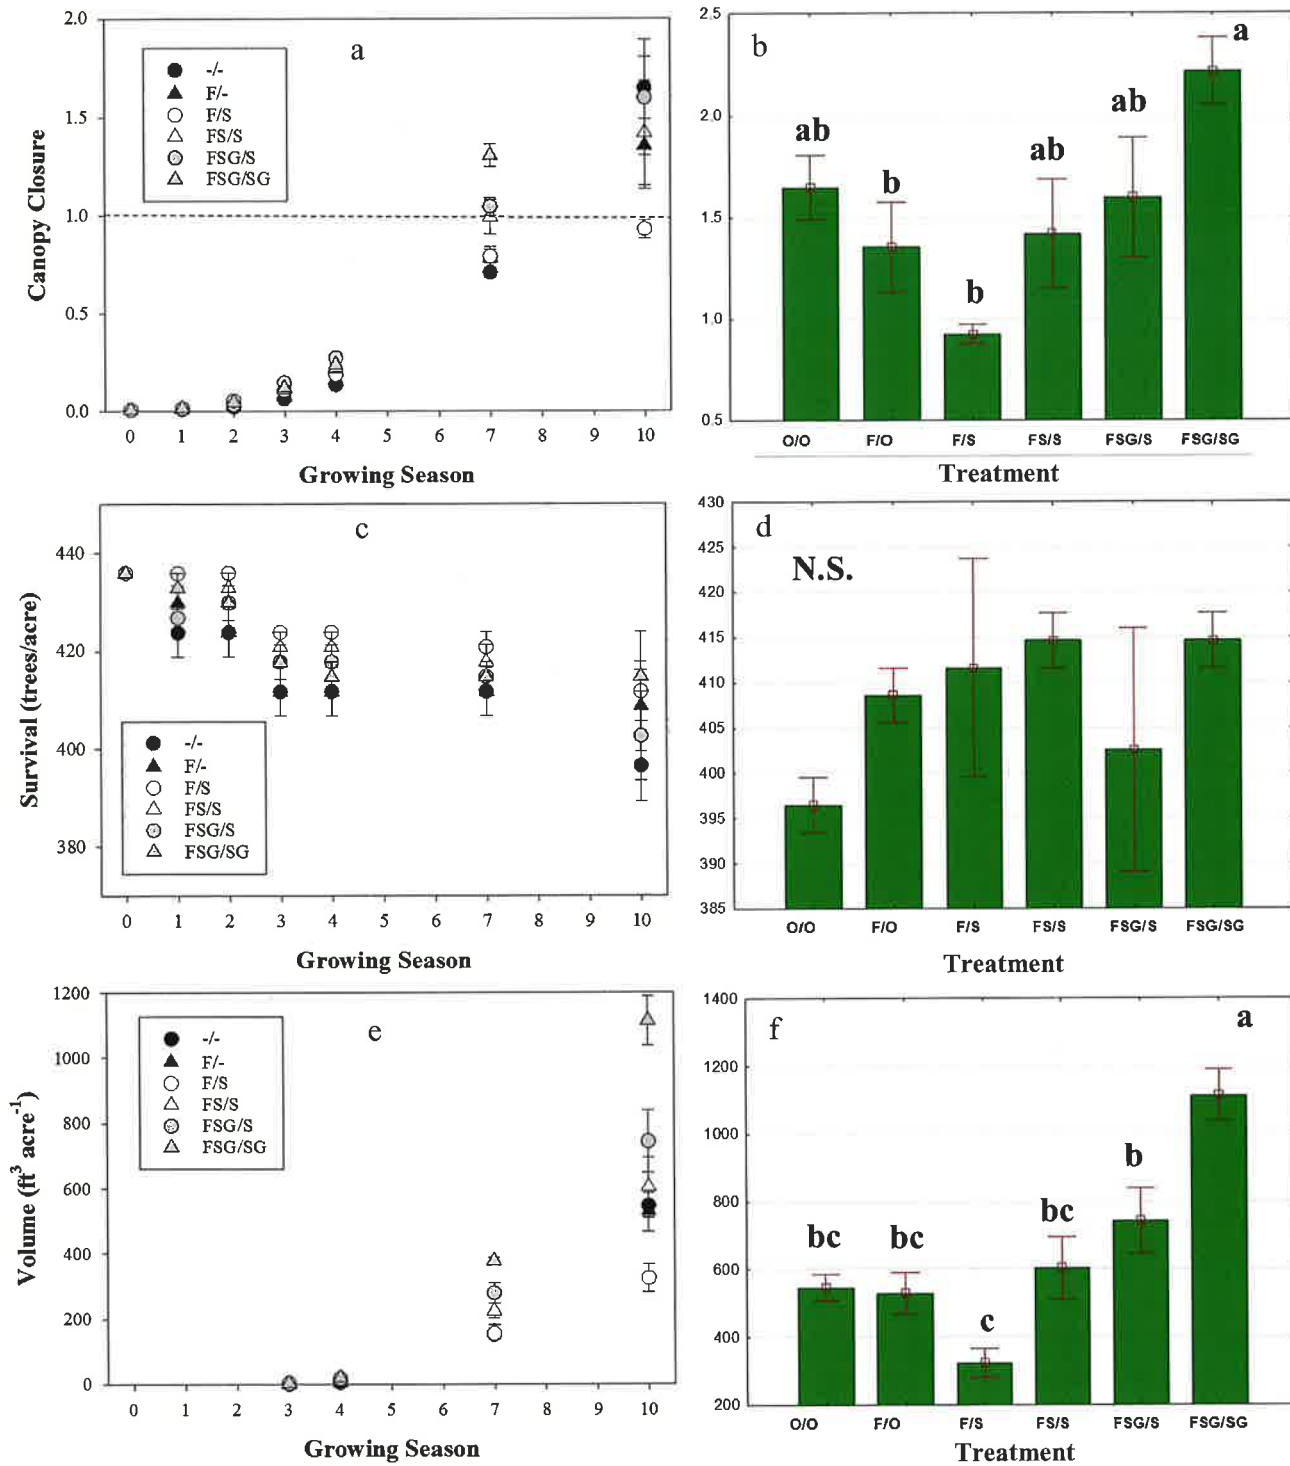 a
2.0
1.5
1.0
0.5
0.0
Canopy Closure
-/-
F/-
F/S
FS/S
FSG/S
FSG/SG
0 1 2 3 4 5 6 7 8 9 10
Growing Season
b
2.5
2.0
1.5
1.0
0.5
ab
b
b
ab
ab
a
O/O F/O F/S FS/S FSG/S FSG/SG
Treatment
c
440
420
400
380
Survival (trees/acre)
-/-
F/-
F/S
FS/S
FSG/S
FSG/SG
0 1 2 3 4 5 6 7 8 9 10
Growing Season
d
N.S.
430
425
420
415
410
405
400
395
390
385
O/O F/O F/S FS/S FSG/S FSG/SG
Treatment
e
1200
1000
800
600
400
200
0
Volume (ft³ acre⁻¹)
-/-
F/-
F/S
FS/S
FSG/S
FSG/SG
0 1 2 3 4 5 6 7 8 9 10
Growing Season
f
1400
1200
1000
800
600
400
200
bc
bc
c
bc
b
a
O/O F/O F/S FS/S FSG/S FSG/SG
Treatment